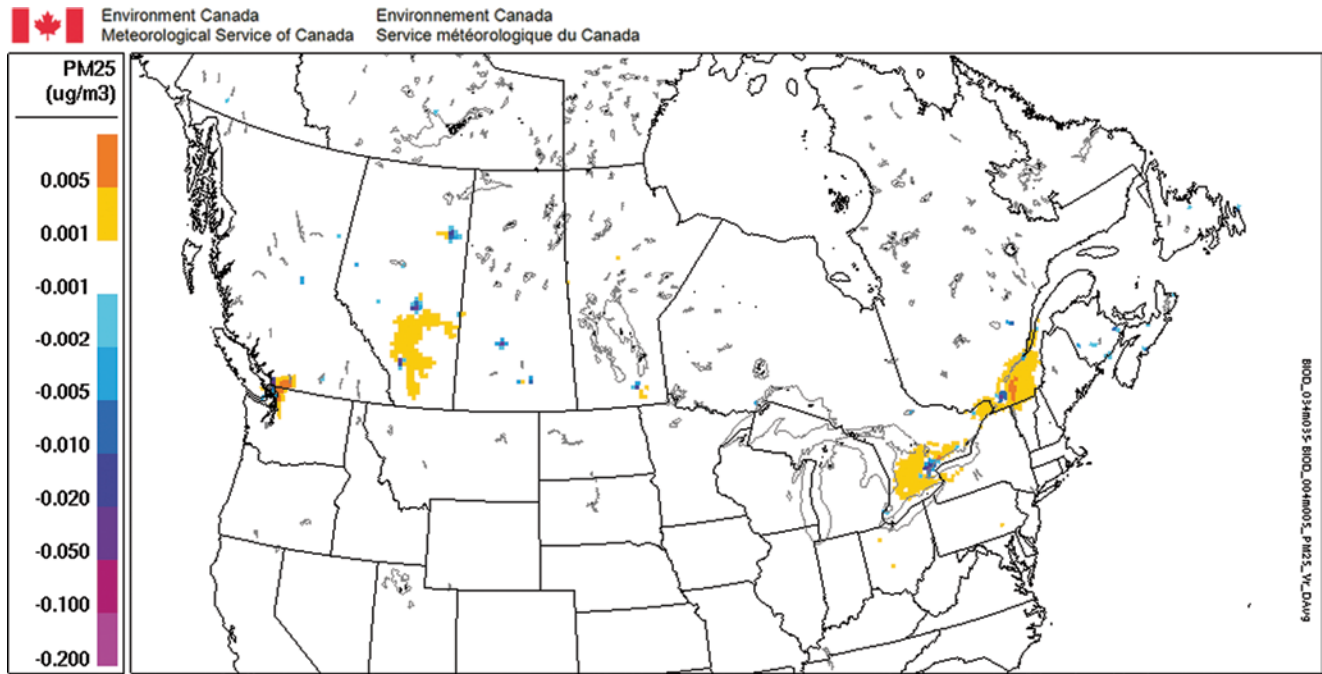 Environment Canada
Meteorological Service of Canada
Environnement Canada
Service météorologique du Canada
PM25
(ug/m3)
0.005
0.001
-0.001
-0.002
-0.005
-0.010
-0.020
-0.050
-0.100
-0.200
BIOD_034m035- BIOD_004m005_PM25_Yr_DAvg